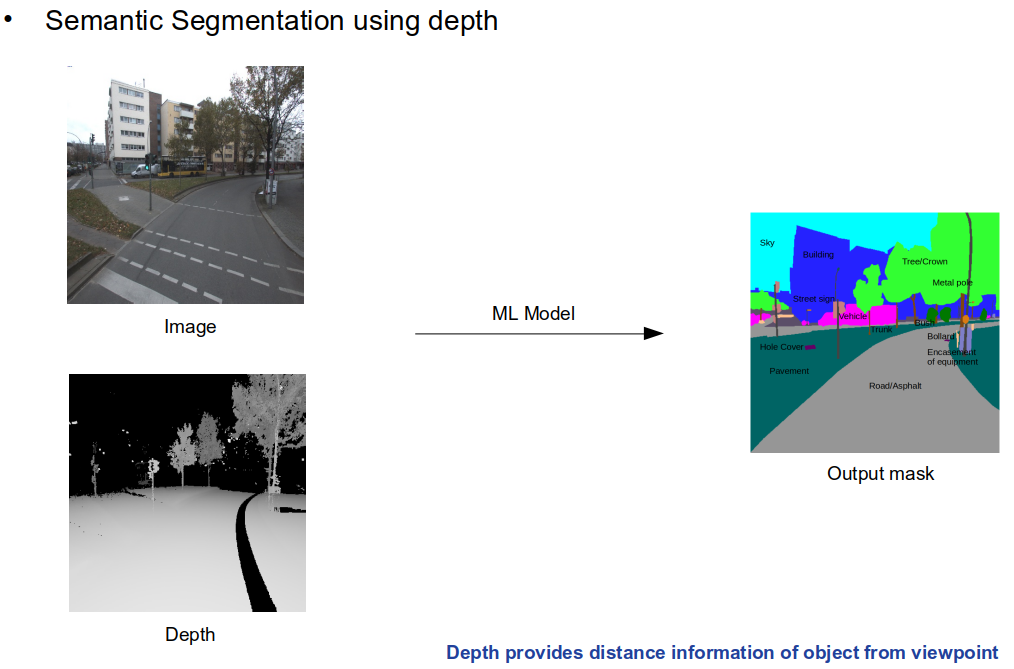 • Semantic Segmentation using depth
Image
ML Model
Depth
Sky
Building
Tree/Crown
Metal pole
Street sign
Vehicle
Trunk
Bush
Bollard
Hole Cover
Encasement
of equipment
Pavement
Road/Asphalt
Output mask
Depth provides distance information of object from viewpoint